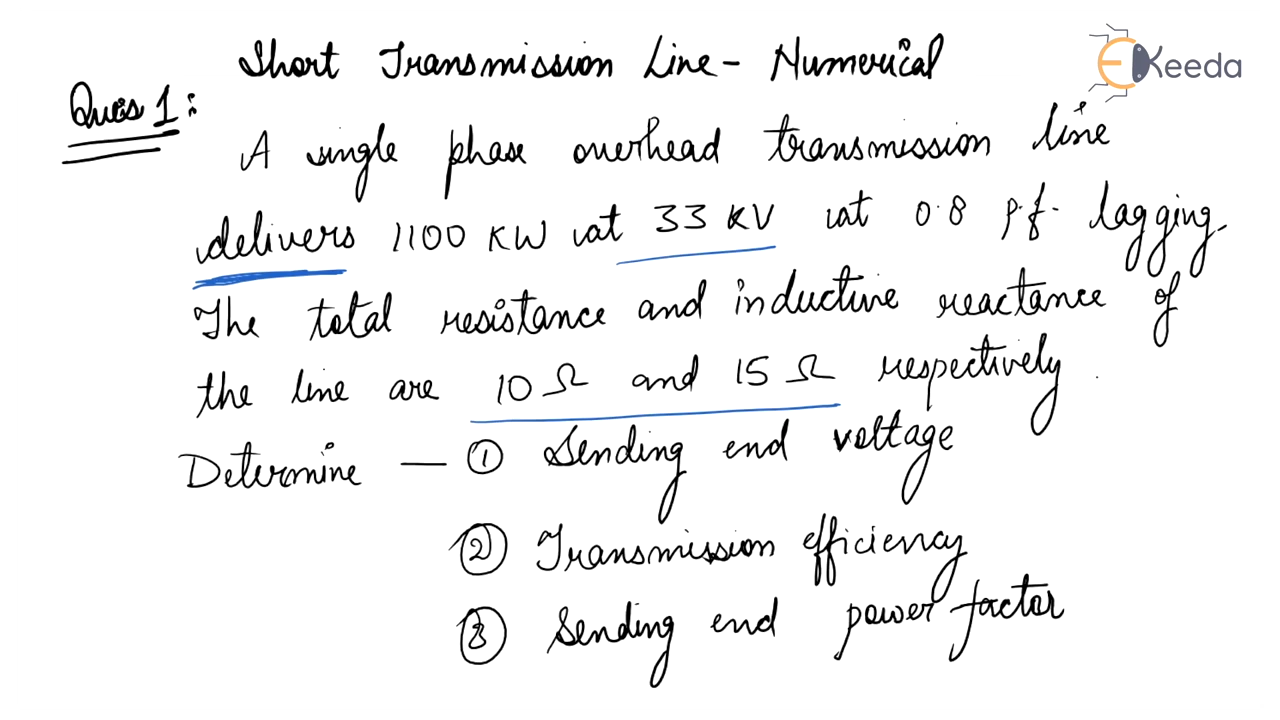 Short Transmission Line - Numerical
EKeeda
Ques 1:
A single phase overhead transmission line
delivers 1100 KW at 33 KV at 0.8 p.f. lagging.
The total resistance and inductive reactance of
the line are 10 Ω and 15 Ω respectively.
Determine — ① Sending end voltage
② Transmission efficiency
③ Sending end power factor